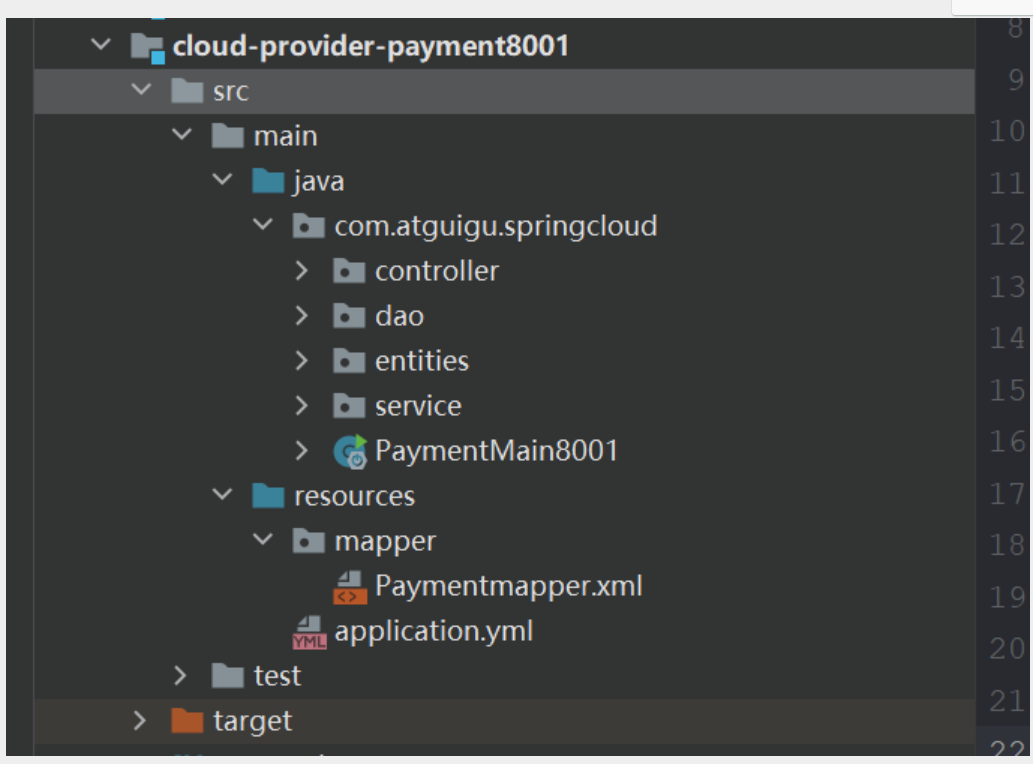 cloud-provider-payment8001
src
main
java
com.atguigu.springcloud
controller
dao
entities
service
PaymentMain8001
resources
mapper
Paymentmapper.xml
YML application.yml
test
target
8
9
10
11
12
13
14
15
16
17
18
19
20
21
22